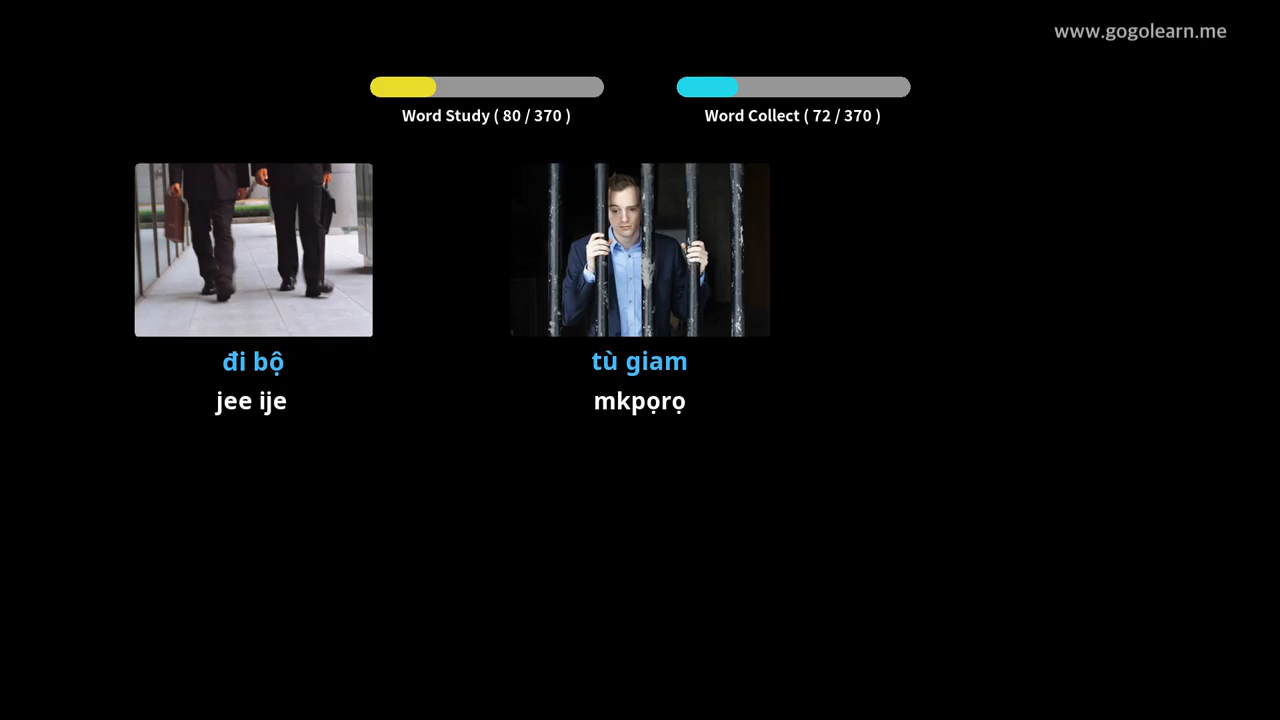 www.gogolearn.me
Word Study ( 80 / 370 )
Word Collect ( 72 / 370 )
đi bộ
jee ije
tù giam
mkpọrọ